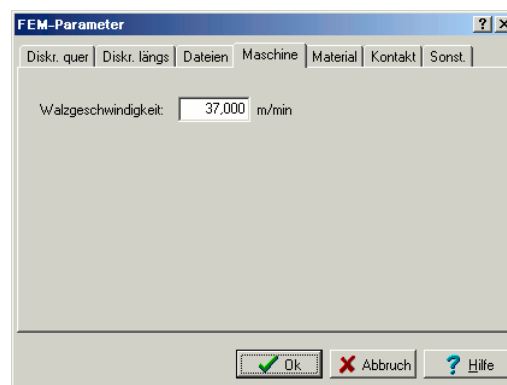 FEM-Parameter
Diskr. quer Diskr. längs Dateien Maschine Material Kontakt Sonst.
Walzgeschwindigkeit: 37,000 m/min
Ok Abbruch Hilfe